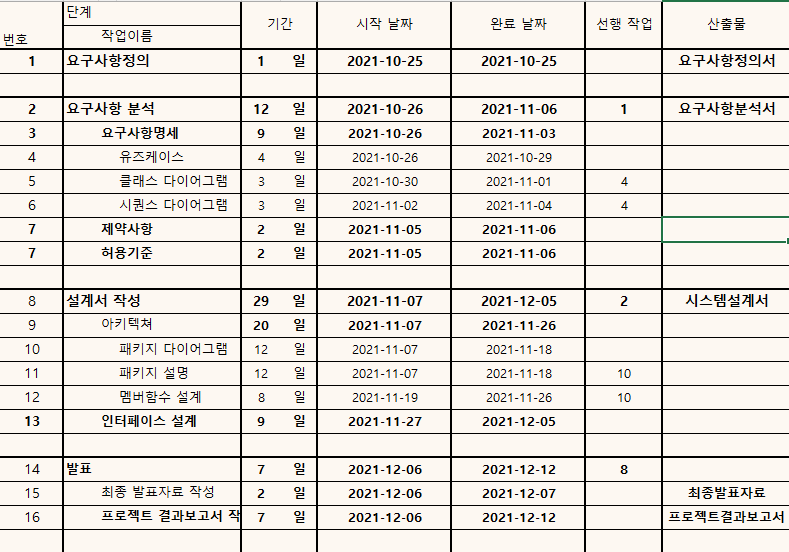 단계
번호 작업이름 기간 시작 날짜 완료 날짜 선행 작업 산출물
1 요구사항정의 1 일 2021-10-25 2021-10-25 요구사항정의서
2 요구사항 분석 12 일 2021-10-26 2021-11-06 1 요구사항분석서
3 요구사항명세 9 일 2021-10-26 2021-11-03
4 유즈케이스 4 일 2021-10-26 2021-10-29
5 클래스 다이어그램 3 일 2021-10-30 2021-11-01 4
6 시퀀스 다이어그램 3 일 2021-11-02 2021-11-04 4
7 제약사항 2 일 2021-11-05 2021-11-06
7 허용기준 2 일 2021-11-05 2021-11-06
8 설계서 작성 29 일 2021-11-07 2021-12-05 2 시스템설계서
9 아키텍쳐 20 일 2021-11-07 2021-11-26
10 패키지 다이어그램 12 일 2021-11-07 2021-11-18
11 패키지 설명 12 일 2021-11-07 2021-11-18 10
12 멤버함수 설계 8 일 2021-11-19 2021-11-26 10
13 인터페이스 설계 9 일 2021-11-27 2021-12-05
14 발표 7 일 2021-12-06 2021-12-12 8
15 최종 발표자료 작성 2 일 2021-12-06 2021-12-07 최종발표자료
16 프로젝트 결과보고서 작 7 일 2021-12-06 2021-12-12 프로젝트결과보고서